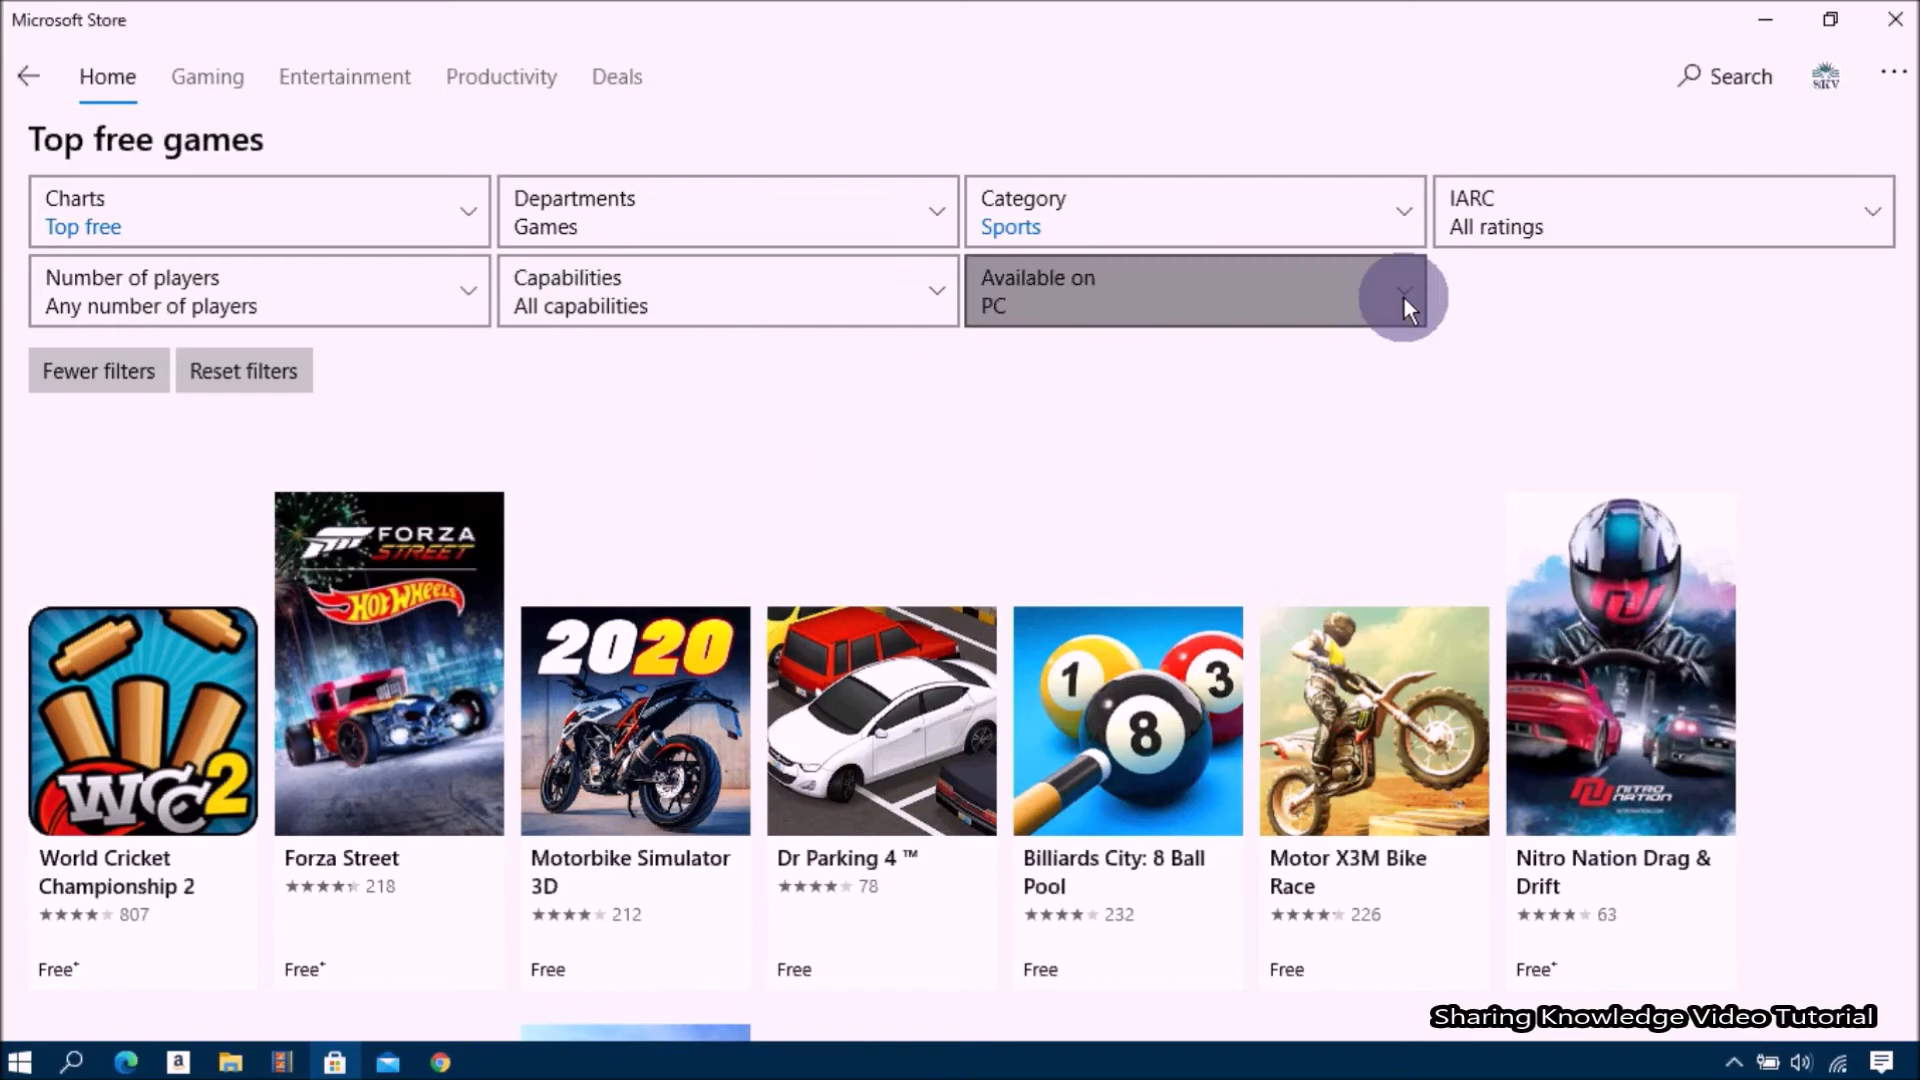 Microsoft Store
Home Gaming Entertainment Productivity Deals Search
SKV
Top free games
Charts
Top free
Departments
Games
Category
Sports
IARC
All ratings
Number of players
Any number of players
Capabilities
All capabilities
Available on
PC
Fewer filters Reset filters
WCC2
FORZA
STREET
HOT WHEELS
2020
1
8
3
NITRO
NATION
World Cricket
Championship 2
807
Free+
Forza Street
218
Free+
Motorbike Simulator
3D
212
Free
Dr Parking 4 ™
78
Free
Billiards City: 8 Ball
Pool
232
Free
Motor X3M Bike
Race
226
Free
Nitro Nation Drag &
Drift
63
Free+
Sharing Knowledge Video Tutorial
a